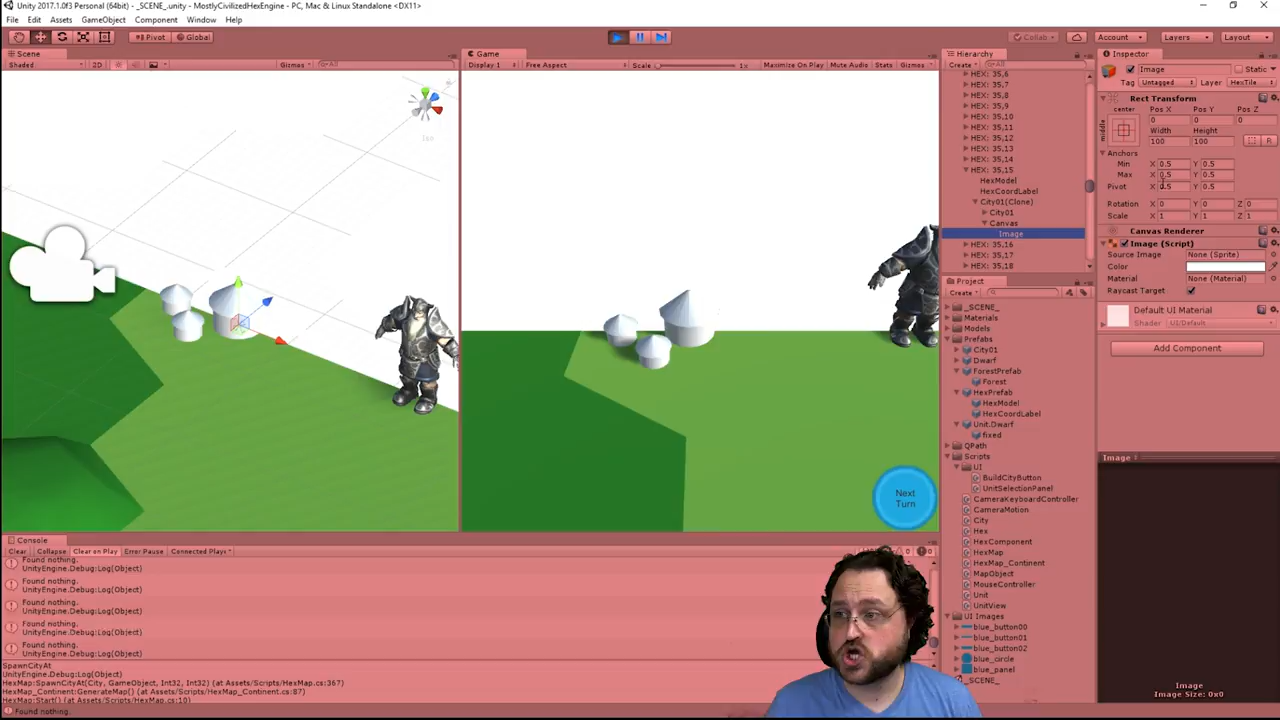 Unity 2017.1.0f3 Personal (64bit) - _SCENE_.unity - MostlyCivilizedHexEngine - PC, Mac & Linux Standalone <DX11>
File Edit Assets GameObject Component Window Help
Pivot Global
Collab Account Layers Layout
Scene
Shaded 2D Gizmos All
Iso
Game
Display 1 Free Aspect Scale 1x Maximize On Play Mute Audio Stats Gizmos
Next
Turn
Hierarchy
Create All
HEX: 35,6
HEX: 35,7
HEX: 35,8
HEX: 35,9
HEX: 35,10
HEX: 35,11
HEX: 35,12
HEX: 35,13
HEX: 35,14
HEX: 35,15
HexModel
HexCoordLabel
City01(Clone)
City01
Canvas
Image
HEX: 35,16
HEX: 35,17
HEX: 35,18
Project
Create
_SCENE_
Materials
Models
Prefabs
City01
Dwarf
ForestPrefab
Forest
HexPrefab
HexModel
HexCoordLabel
Unit.Dwarf
fixed
QPath
Scripts
UI
BuildCityButton
UnitSelectionPanel
CameraKeyboardController
CameraMotion
City
Hex
HexComponent
HexMap
HexMap_Continent
MapObject
MouseController
Unit
UnitView
UI Images
blue_button00
blue_button01
blue_button02
blue_circle
blue_panel
_SCENE_
Inspector
Image Static
Tag Untagged Layer HexTile
Rect Transform
center Pos X Pos Y Pos Z
middle 0 0 0
Width Height
100 100 R
Anchors
Min X 0.5 Y 0.5
Max X 0.5 Y 0.5
Pivot X 0.5 Y 0.5
Rotation X 0 Y 0 Z 0
Scale X 1 Y 1 Z 1
Canvas Renderer
Image (Script)
Source Image None (Sprite)
Color
Material None (Material)
Raycast Target
Default UI Material
Shader UI/Default
Add Component
Image
Image
Image Size: 0x0
Console
Clear Collapse Clear on Play Error Pause Connected Player 0
Found nothing.
UnityEngine.Debug:Log(Object)
Found nothing.
UnityEngine.Debug:Log(Object)
Found nothing.
UnityEngine.Debug:Log(Object)
Found nothing.
UnityEngine.Debug:Log(Object)
Found nothing.
UnityEngine.Debug:Log(Object)
SpawnCityAt
UnityEngine.Debug:Log(Object)
HexMap:SpawnCityAt(City, GameObject, Int32, Int32) (at Assets/Scripts/HexMap.cs:367)
HexMap_Continent:GenerateMap() (at Assets/Scripts/HexMap_Continent.cs:87)
HexMap:Start() (at Assets/Scripts/HexMap.cs:10)
Found nothing.